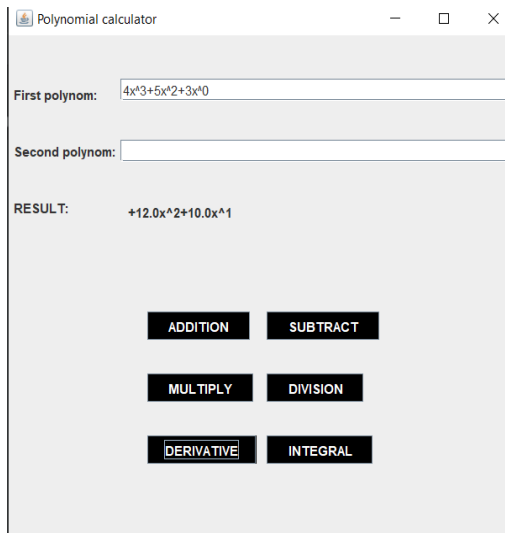 Polynomial calculator
First polynom: 4x^3+5x^2+3x^0
Second polynom:
RESULT: +12.0x^2+10.0x^1
ADDITION SUBTRACT
MULTIPLY DIVISION
DERIVATIVE INTEGRAL